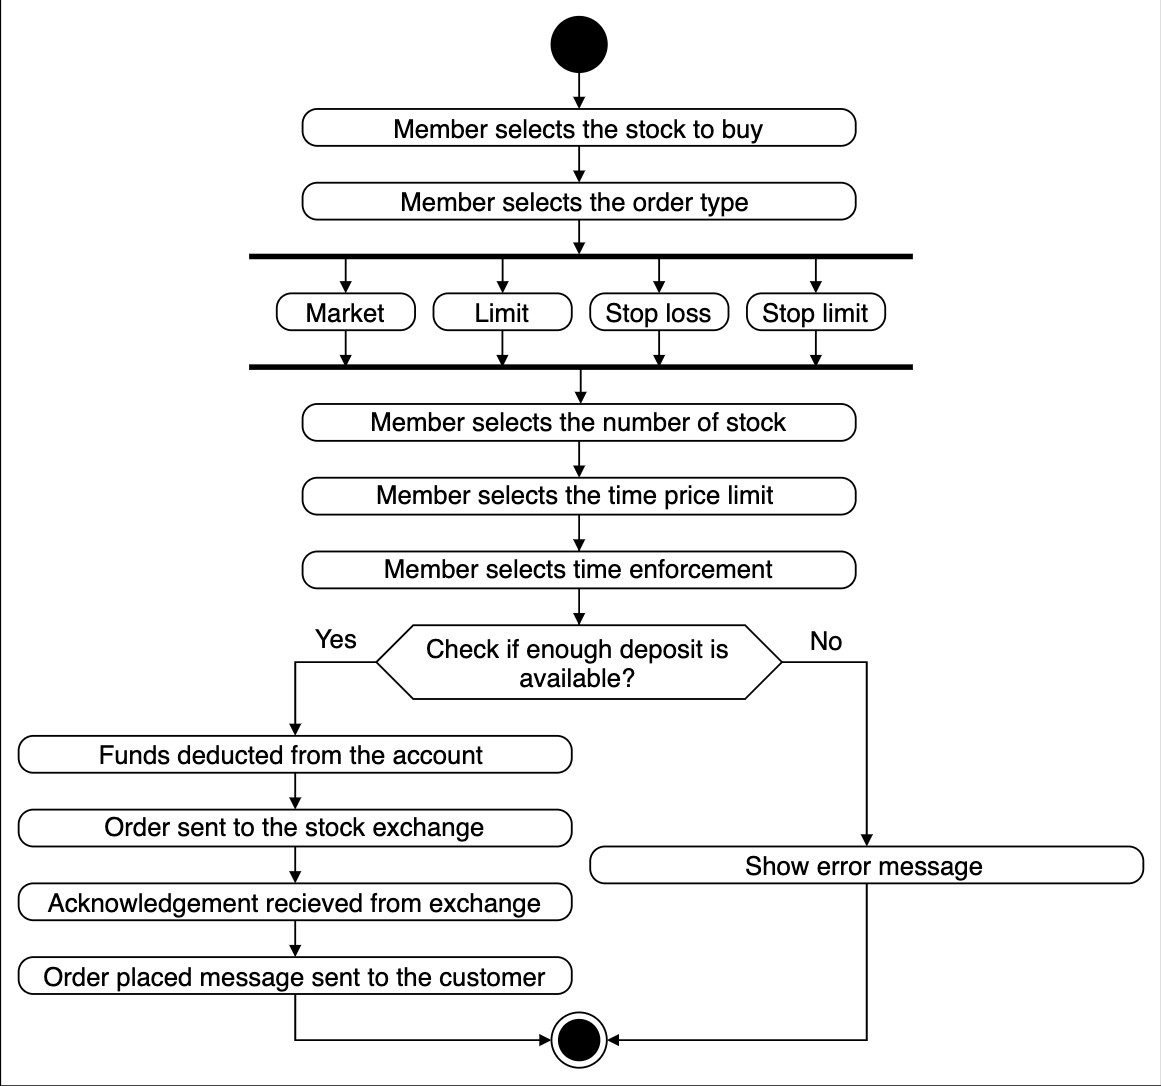 Member selects the stock to buy
Member selects the order type
Market
Limit
Stop loss
Stop limit
Member selects the number of stock
Member selects the time price limit
Member selects time enforcement
Yes
Check if enough deposit is
available?
No
Funds deducted from the account
Order sent to the stock exchange
Show error message
Acknowledgement recieved from exchange
Order placed message sent to the customer